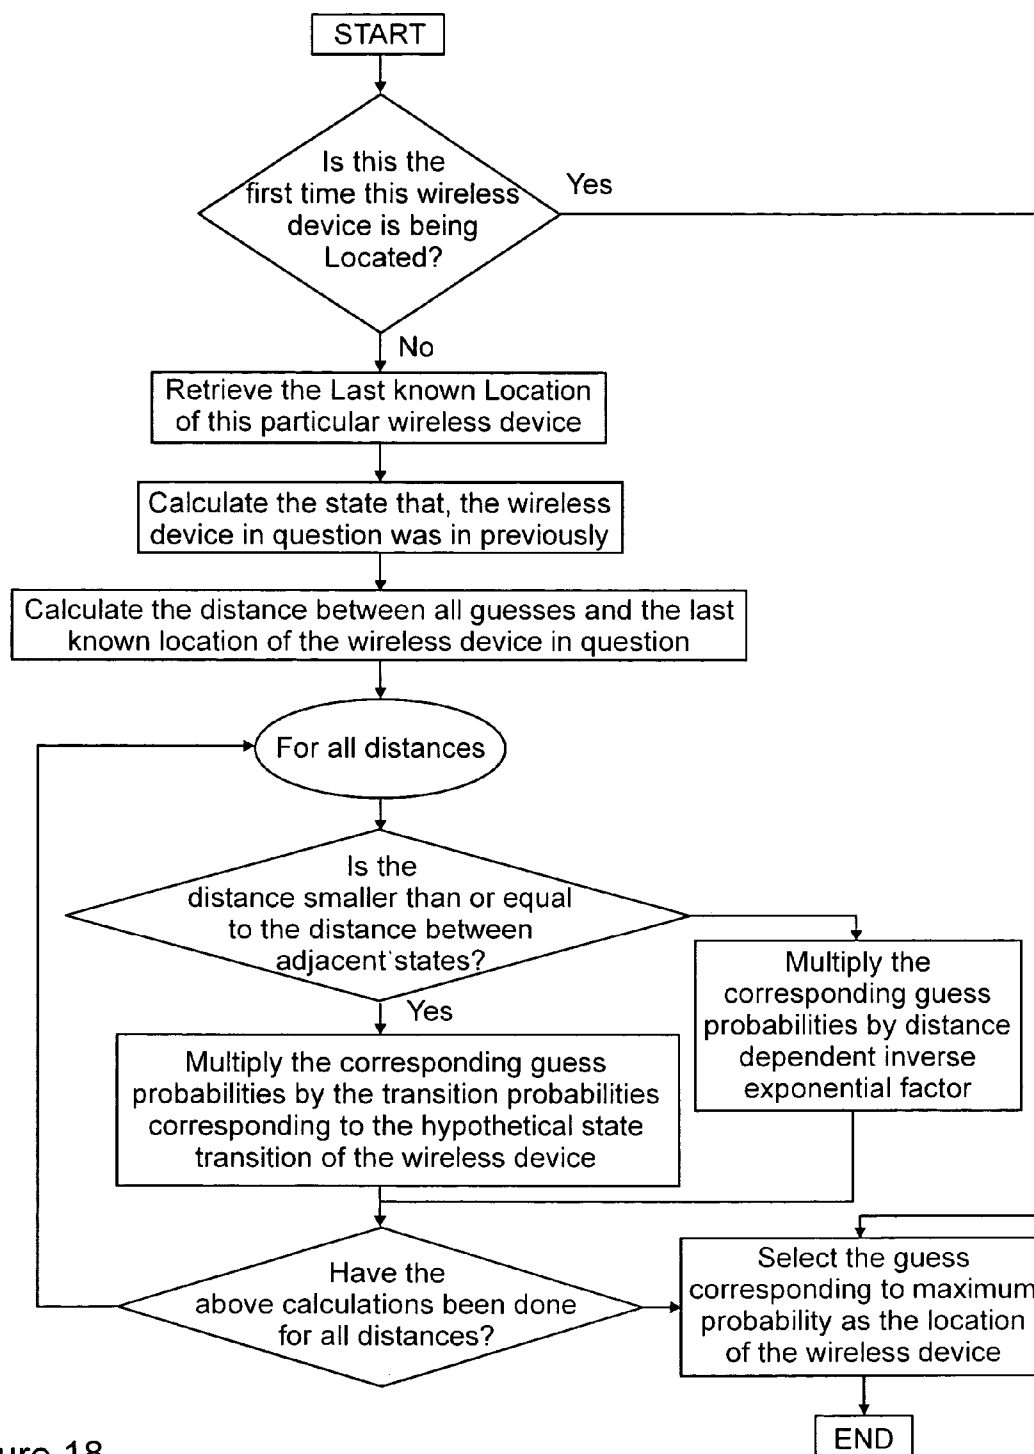 START
Is this the
first time this wireless
device is being
Located?
Yes
No
Retrieve the Last known Location
of this particular wireless device
Calculate the state that, the wireless
device in question was in previously
Calculate the distance between all guesses and the last
known location of the wireless device in question
For all distances
Is the
distance smaller than or equal
to the distance between
adjacent states?
Yes
Multiply the
corresponding guess
probabilities by distance
dependent inverse
exponential factor
Multiply the corresponding guess
probabilities by the transition probabilities
corresponding to the hypothetical state
transition of the wireless device
Have the
above calculations been done
for all distances?
Select the guess
corresponding to maximum
probability as the location
of the wireless device
END
ure 18